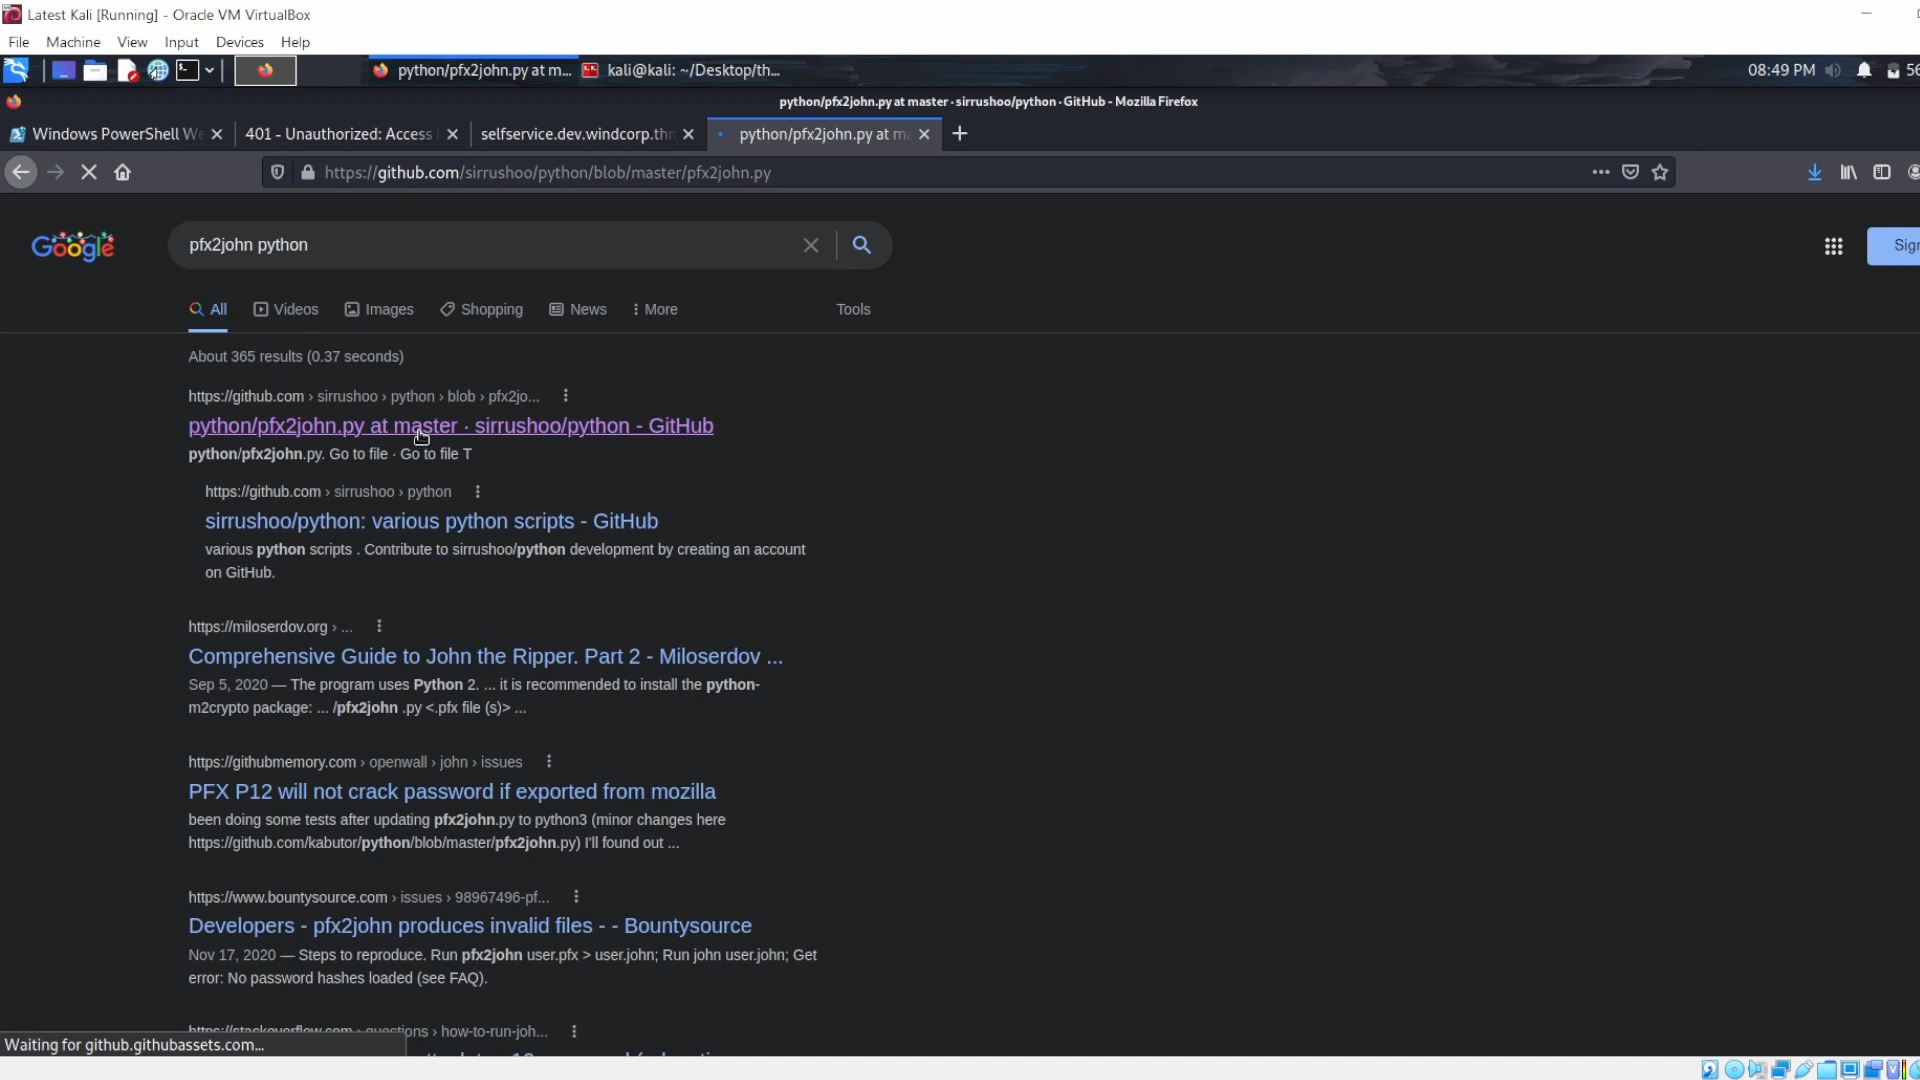 Latest Kali [Running] - Oracle VM VirtualBox
File Machine View Input Devices Help
python/pfx2john.py at m... kali@kali: ~/Desktop/th... 08:49 PM 56
python/pfx2john.py at master · sirrushoo/python · GitHub - Mozilla Firefox
Windows PowerShell We 401 - Unauthorized: Access selfservice.dev.windcorp.thm python/pfx2john.py at ma
https://github.com/sirrushoo/python/blob/master/pfx2john.py
Google pfx2john python Sign
All Videos Images Shopping News More Tools
About 365 results (0.37 seconds)
https://github.com › sirrushoo › python › blob › pfx2jo...
python/pfx2john.py at master · sirrushoo/python - GitHub
python/pfx2john.py. Go to file · Go to file T
https://github.com › sirrushoo › python
sirrushoo/python: various python scripts - GitHub
various python scripts . Contribute to sirrushoo/python development by creating an account
on GitHub.
https://miloserdov.org › ...
Comprehensive Guide to John the Ripper. Part 2 - Miloserdov ...
Sep 5, 2020 — The program uses Python 2. ... it is recommended to install the python-
m2crypto package: ... /pfx2john .py <.pfx file (s)> ...
https://githubmemory.com › openwall › john › issues
PFX P12 will not crack password if exported from mozilla
been doing some tests after updating pfx2john.py to python3 (minor changes here
https://github.com/kabutor/python/blob/master/pfx2john.py) I'll found out ...
https://www.bountysource.com › issues › 98967496-pf...
Developers - pfx2john produces invalid files - - Bountysource
Nov 17, 2020 — Steps to reproduce. Run pfx2john user.pfx > user.john; Run john user.john; Get
error: No password hashes loaded (see FAQ).
https://stackoverflow.com › questions › how-to-run-joh...
Waiting for github.githubassets.com...